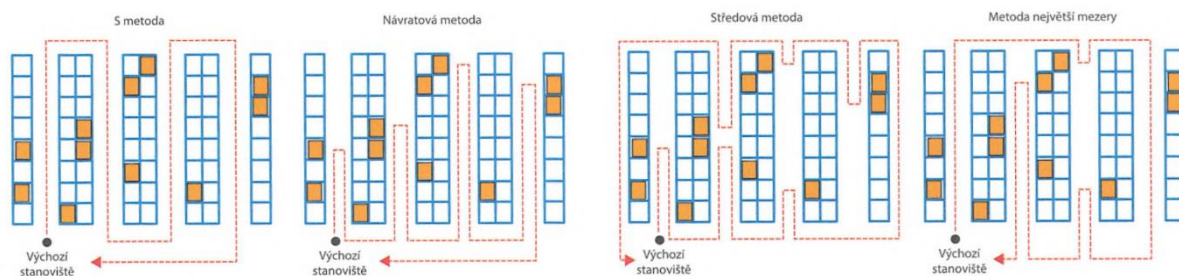 S metoda
Návratová metoda
Středová metoda
Metoda největší mezery
Výchozí
stanoviště
Výchozí
stanoviště
Výchozí
stanoviště
Výchozí
stanoviště